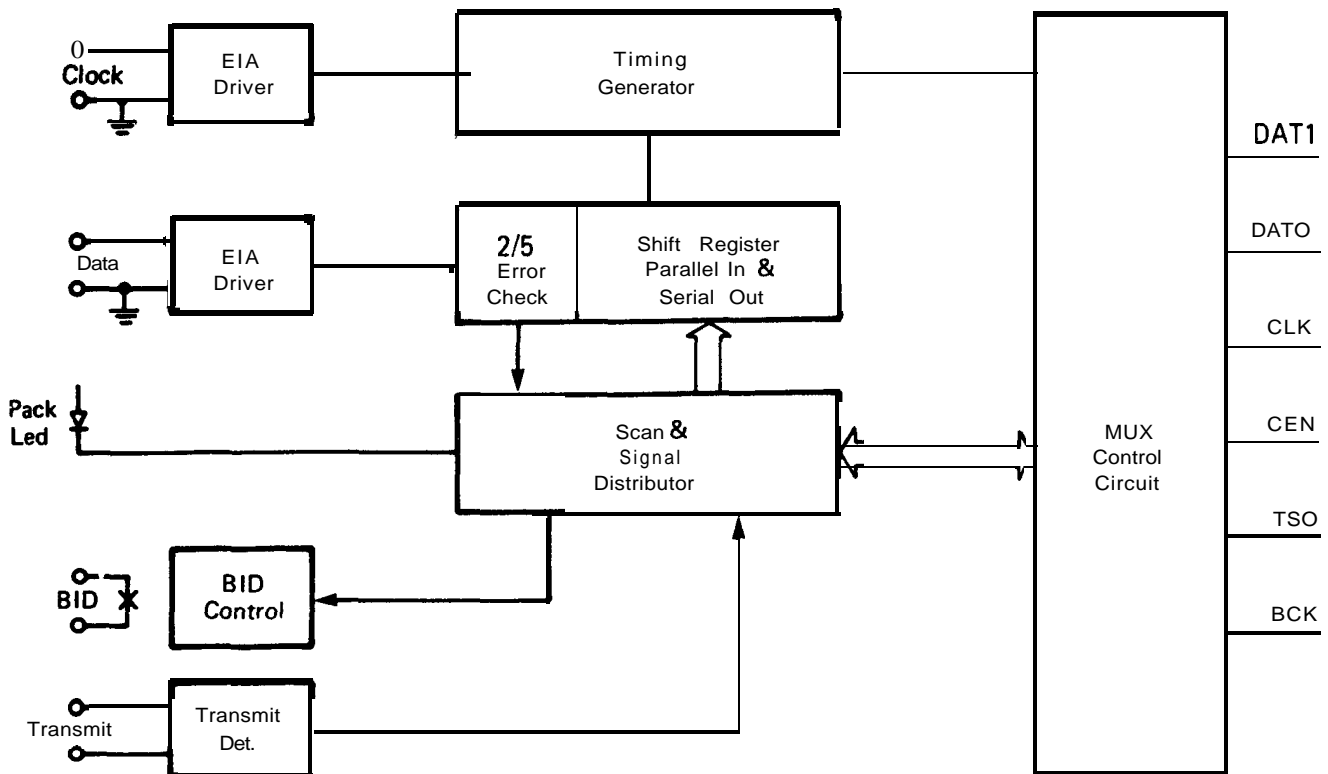 0
Clock
EIA
Driver
Timing
Generator
DAT1
Data
EIA
Driver
2/5
Error
Check
Shift Register
Parallel In &
Serial Out
DATO
CLK
Pack
Led
Scan &
Signal
Distributor
MUX
Control
Circuit
CEN
TSO
BID
BID
Control
BCK
Transmit
Transmit
Det.